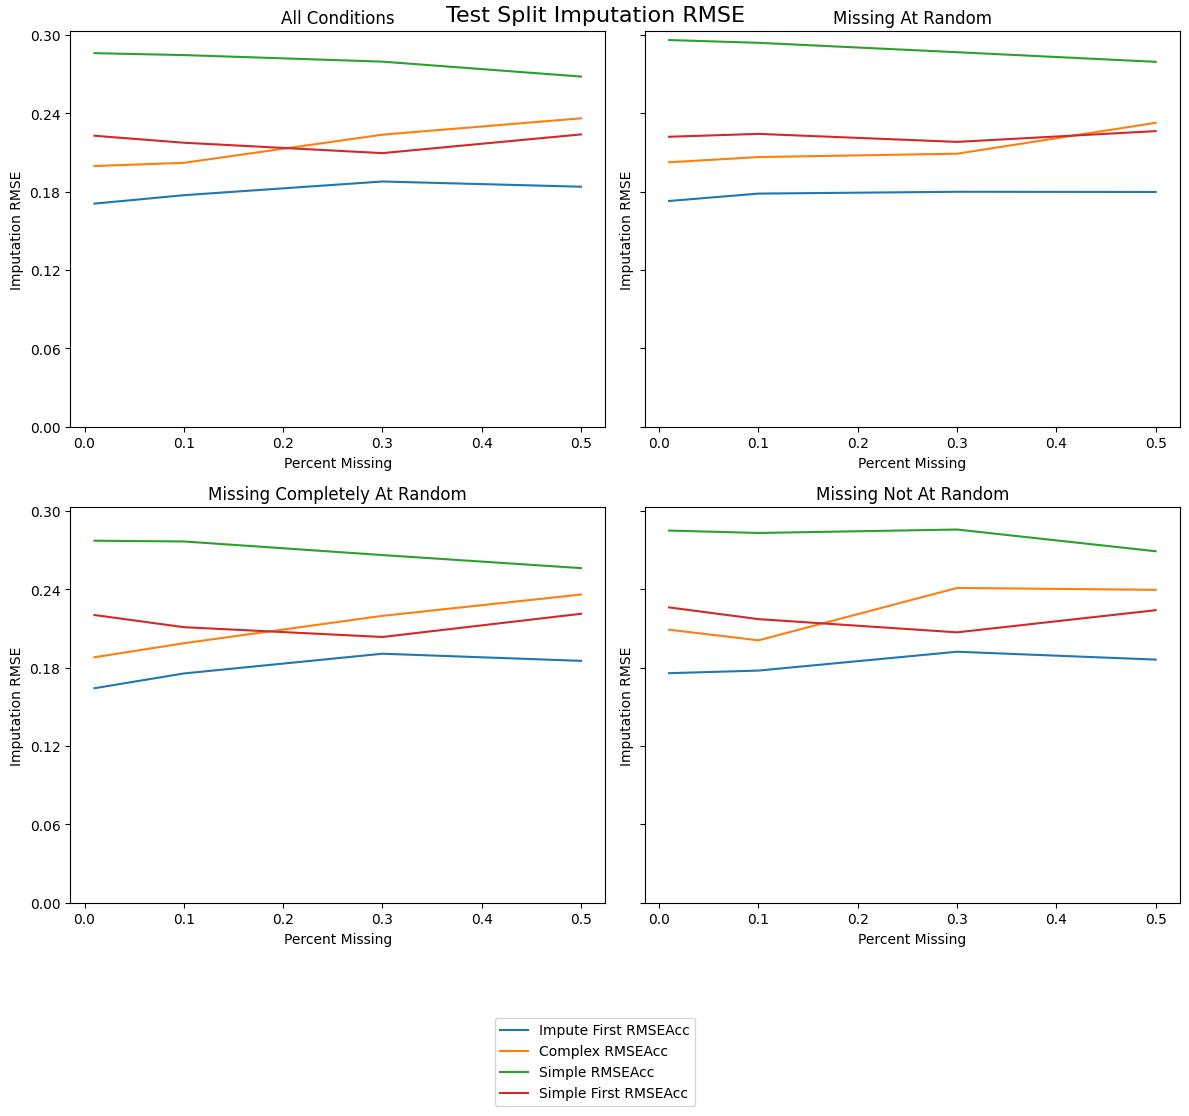 Test Split Imputation RMSE
All Conditions
Missing At Random
0.30
0.24
0.18
0.12
0.06
0.00
Imputation RMSE
0.0 0.1 0.2 0.3 0.4 0.5
Percent Missing
Imputation RMSE
0.0 0.1 0.2 0.3 0.4 0.5
Percent Missing
Missing Completely At Random
Missing Not At Random
0.30
0.24
0.18
0.12
0.06
0.00
Imputation RMSE
0.0 0.1 0.2 0.3 0.4 0.5
Percent Missing
Imputation RMSE
0.0 0.1 0.2 0.3 0.4 0.5
Percent Missing
Impute First RMSEAcc
Complex RMSEAcc
Simple RMSEAcc
Simple First RMSEAcc